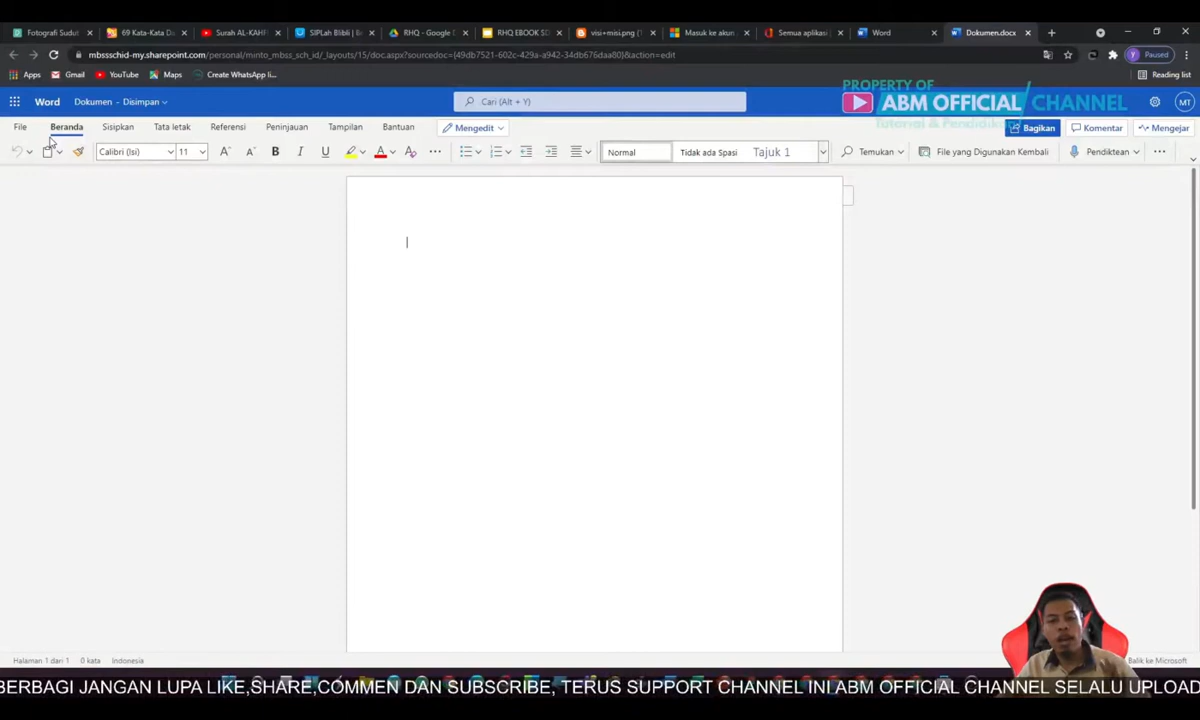 Fotografi Sudut
69 Kata-Kata Da
Surah AL-KAHF
SIPLah Blibli |
RHQ - Google
RHQ EBOOK SD
visi+misi.png (
Masuk ke akun
Semua aplikasi
Word
Dokumen.docx
mbssschid-my.sharepoint.com/personal/minto_mbss_sch_id/_layouts/15/doc.aspx?sourcedoc={49db7521-602c-429a-a942-34db676daa80}&action=edit
Paused
Apps
Gmail
YouTube
Maps
Create WhatsApp li...
Reading list
PROPERTY OF
Word
Dokumen - Disimpan
Cari (Alt + Y)
ABM OFFICIAL CHANNEL
MT
Tutorial & Pendidika
File
Beranda
Sisipkan
Tata letak
Referensi
Peninjauan
Tampilan
Bantuan
Mengedit
Bagikan
Komentar
Mengejar
Calibri (Isi)
11
B
I
U
Normal
Tidak ada Spasi
Tajuk 1
Temukan
File yang Digunakan Kembali
Pendiktean
Halaman 1 dari 1
0 kata
Indonesia
Balik ke Microsoft
BERBAGI JANGAN LUPA LIKE,SHARE,COMMEN DAN SUBSCRIBE, TERUS SUPPORT CHANNEL INI ABM OFFICIAL CHANNEL SELALU UPLOAD